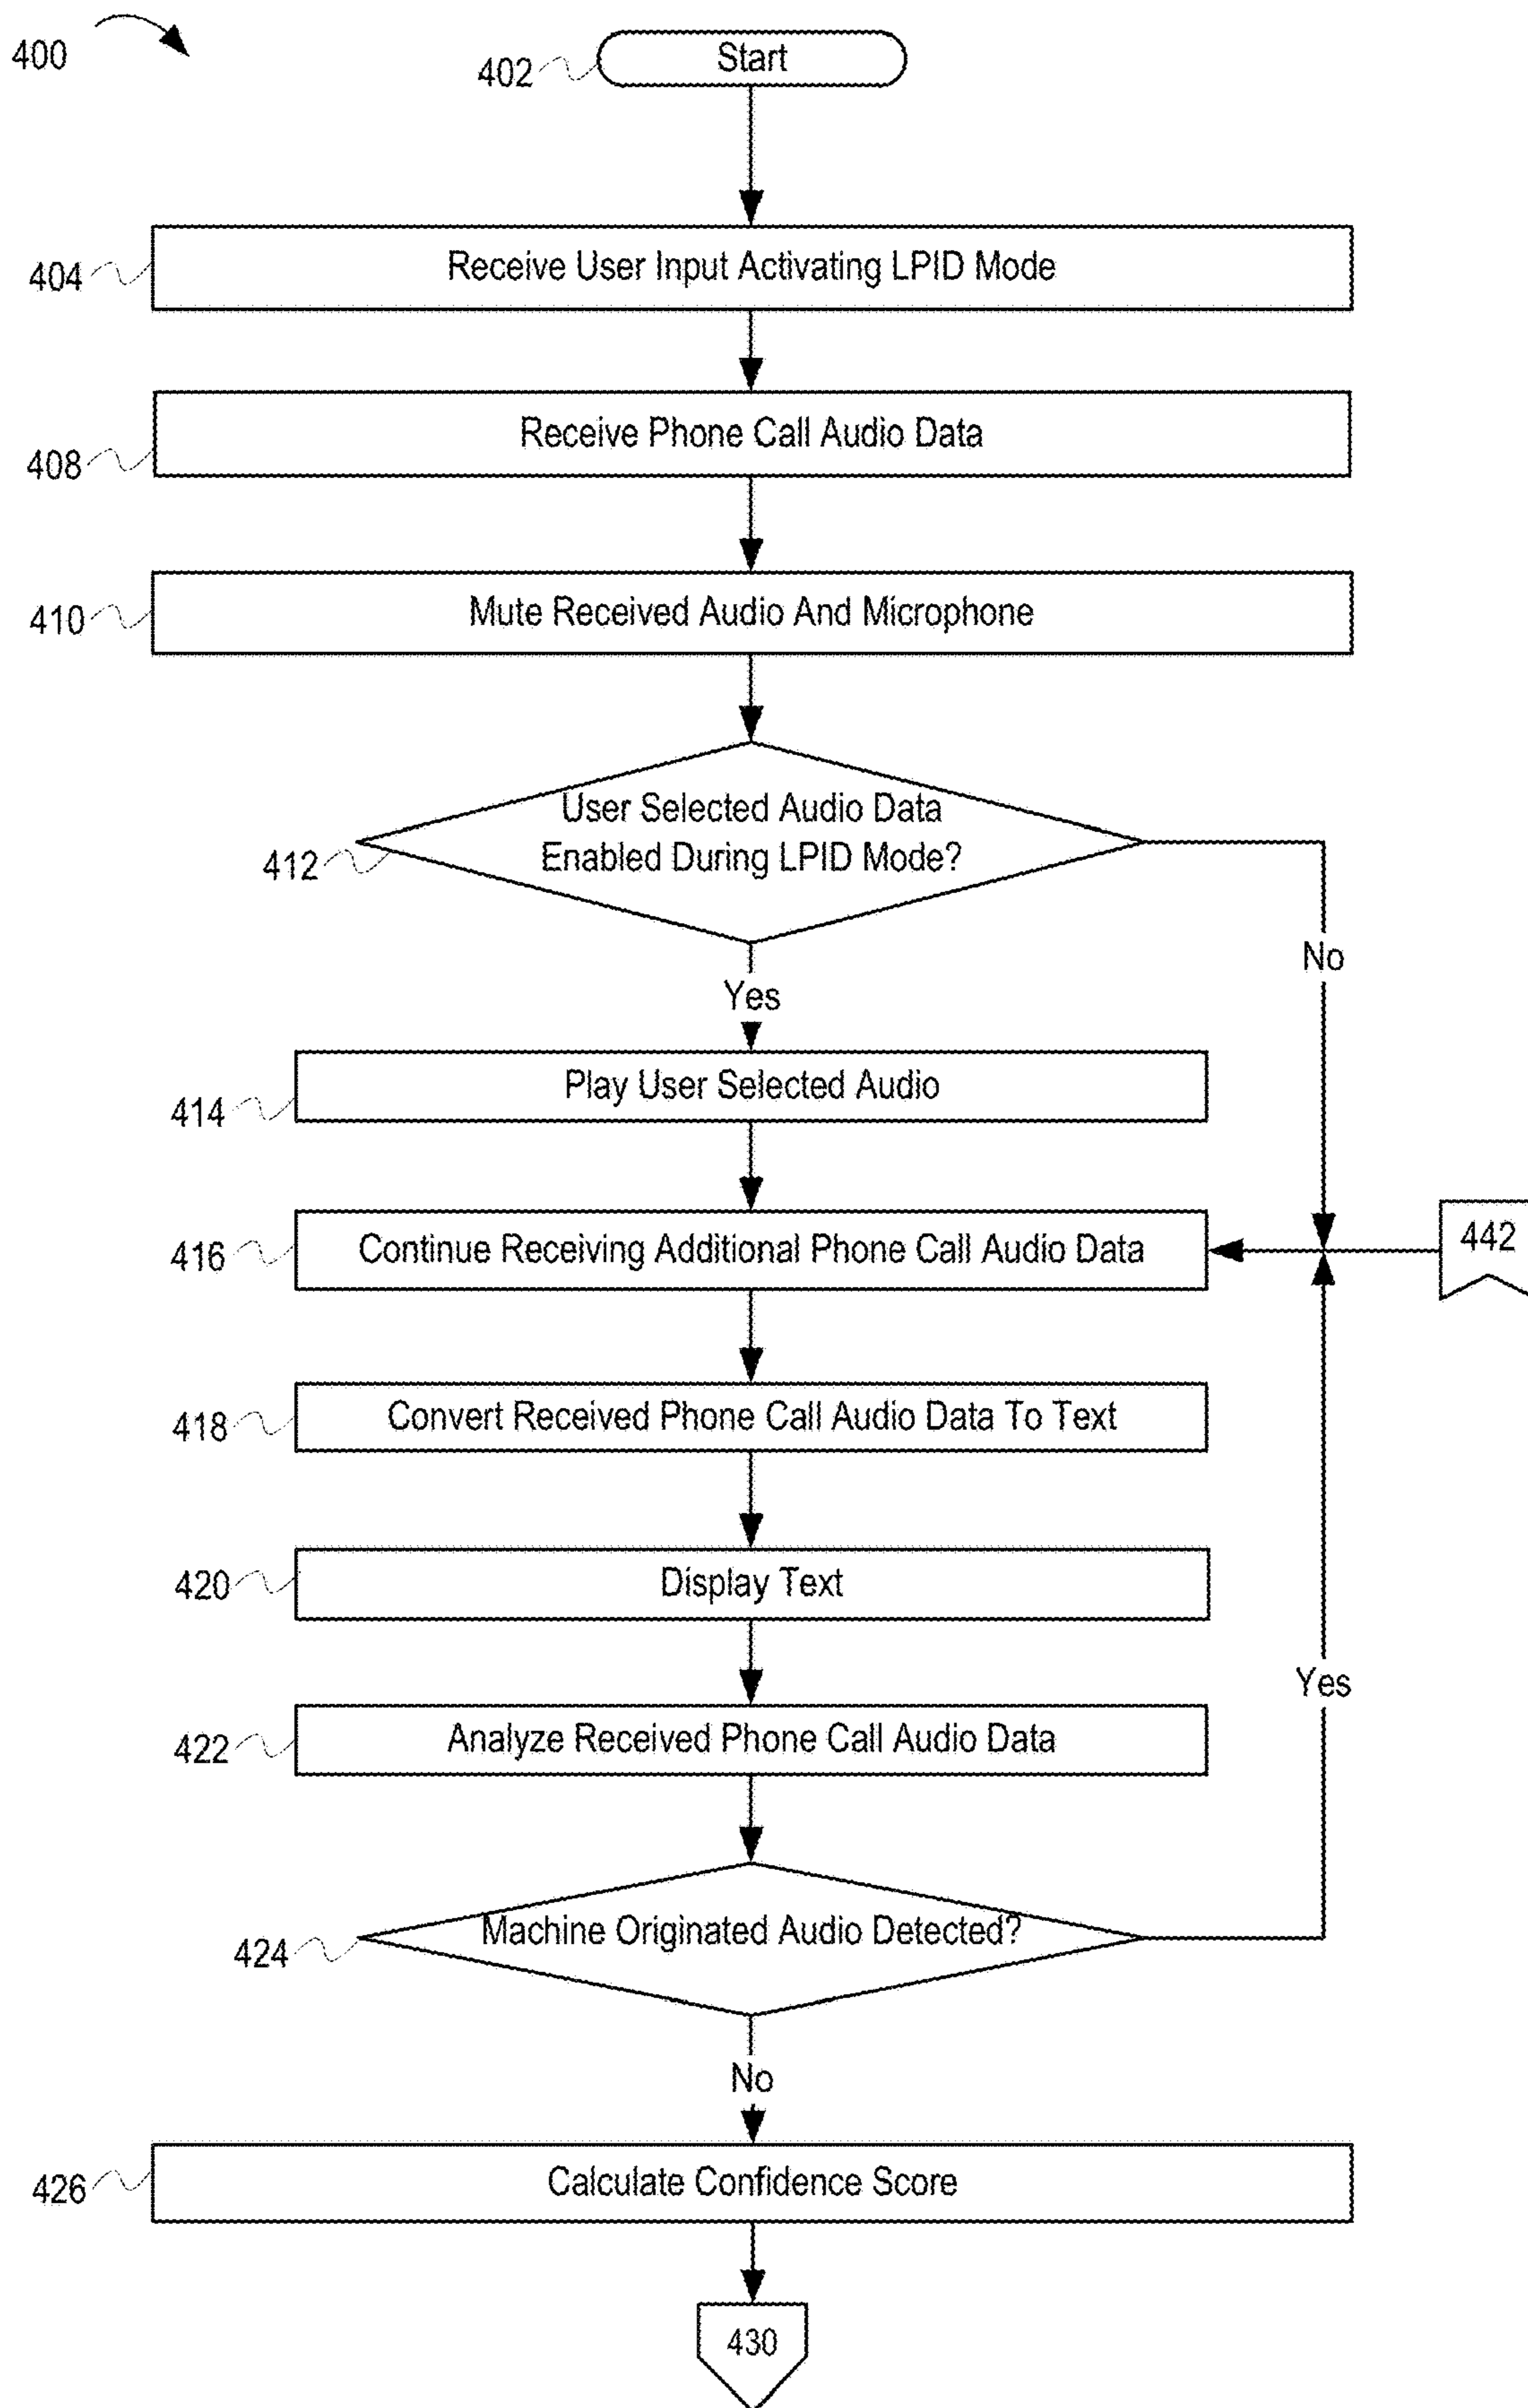 400
402
Start
404
Receive User Input Activating LPID Mode
408
Receive Phone Call Audio Data
410
Mute Received Audio And Microphone
412
User Selected Audio Data
Enabled During LPID Mode?
No
Yes
414
Play User Selected Audio
416
Continue Receiving Additional Phone Call Audio Data
442
418
Convert Received Phone Call Audio Data To Text
420
Display Text
Yes
422
Analyze Received Phone Call Audio Data
424
Machine Originated Audio Detected?
No
426
Calculate Confidence Score
430